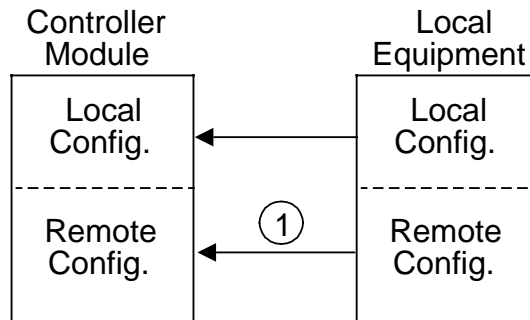 Controller
Module
Local
Equipment
Local
Config.
Local
Config.
1
Remote
Config.
Remote
Config.